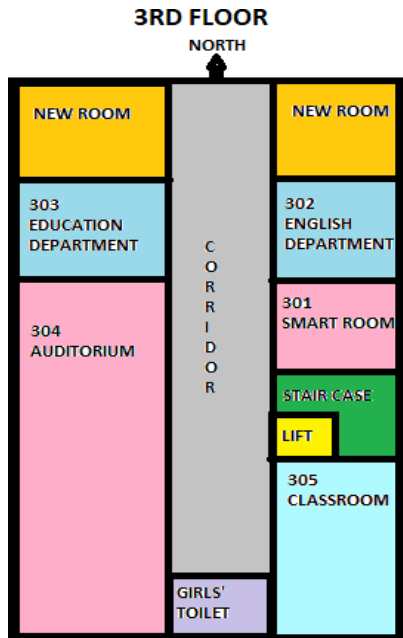 3RD FLOOR
NORTH
NEW ROOM
NEW ROOM
303
EDUCATION
DEPARTMENT
302
ENGLISH
DEPARTMENT
CORRIDOR
304
AUDITORIUM
301
SMART ROOM
STAIR CASE
LIFT
305
CLASSROOM
GIRLS'
TOILET